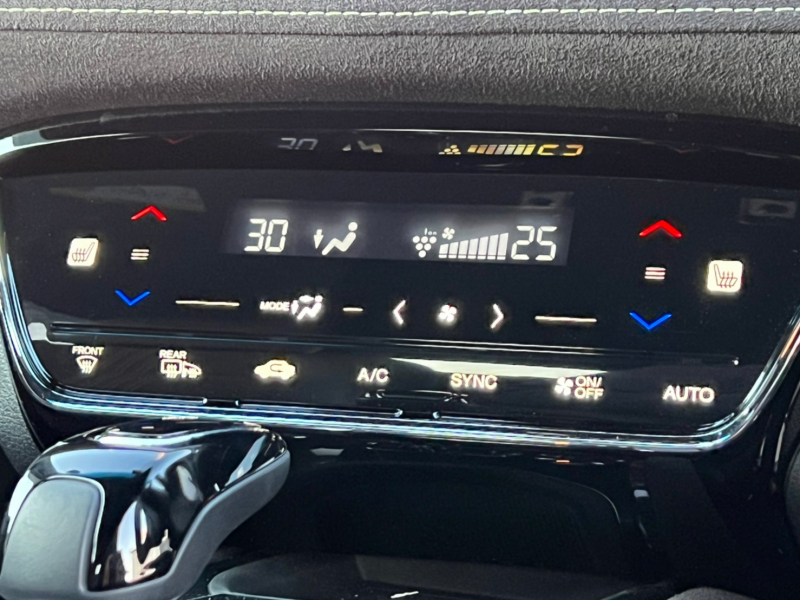 30 25
MODE
FRONT REAR A/C SYNC ON/
OFF AUTO